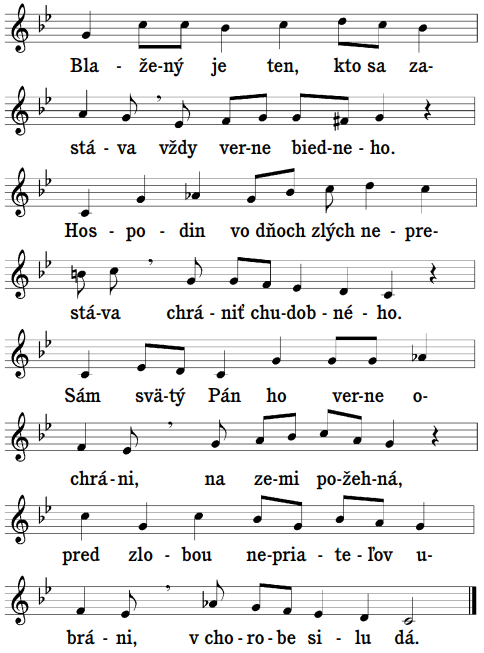 Bla - že-ný je ten, kto sa za-
stá - va vždy ver-ne bied-ne-ho.
Hos - po - din vo dňoch zlých ne-pre-
stá-va chrá - niť chu-dob-né-ho.
Sám svä-tý Pán ho ver-ne o-
chrá-ni, na ze-mi po-žeh-ná,
pred zlo - bou ne-pria - te-ľov u-
brá - ni, v cho-ro-be si - lu dá.